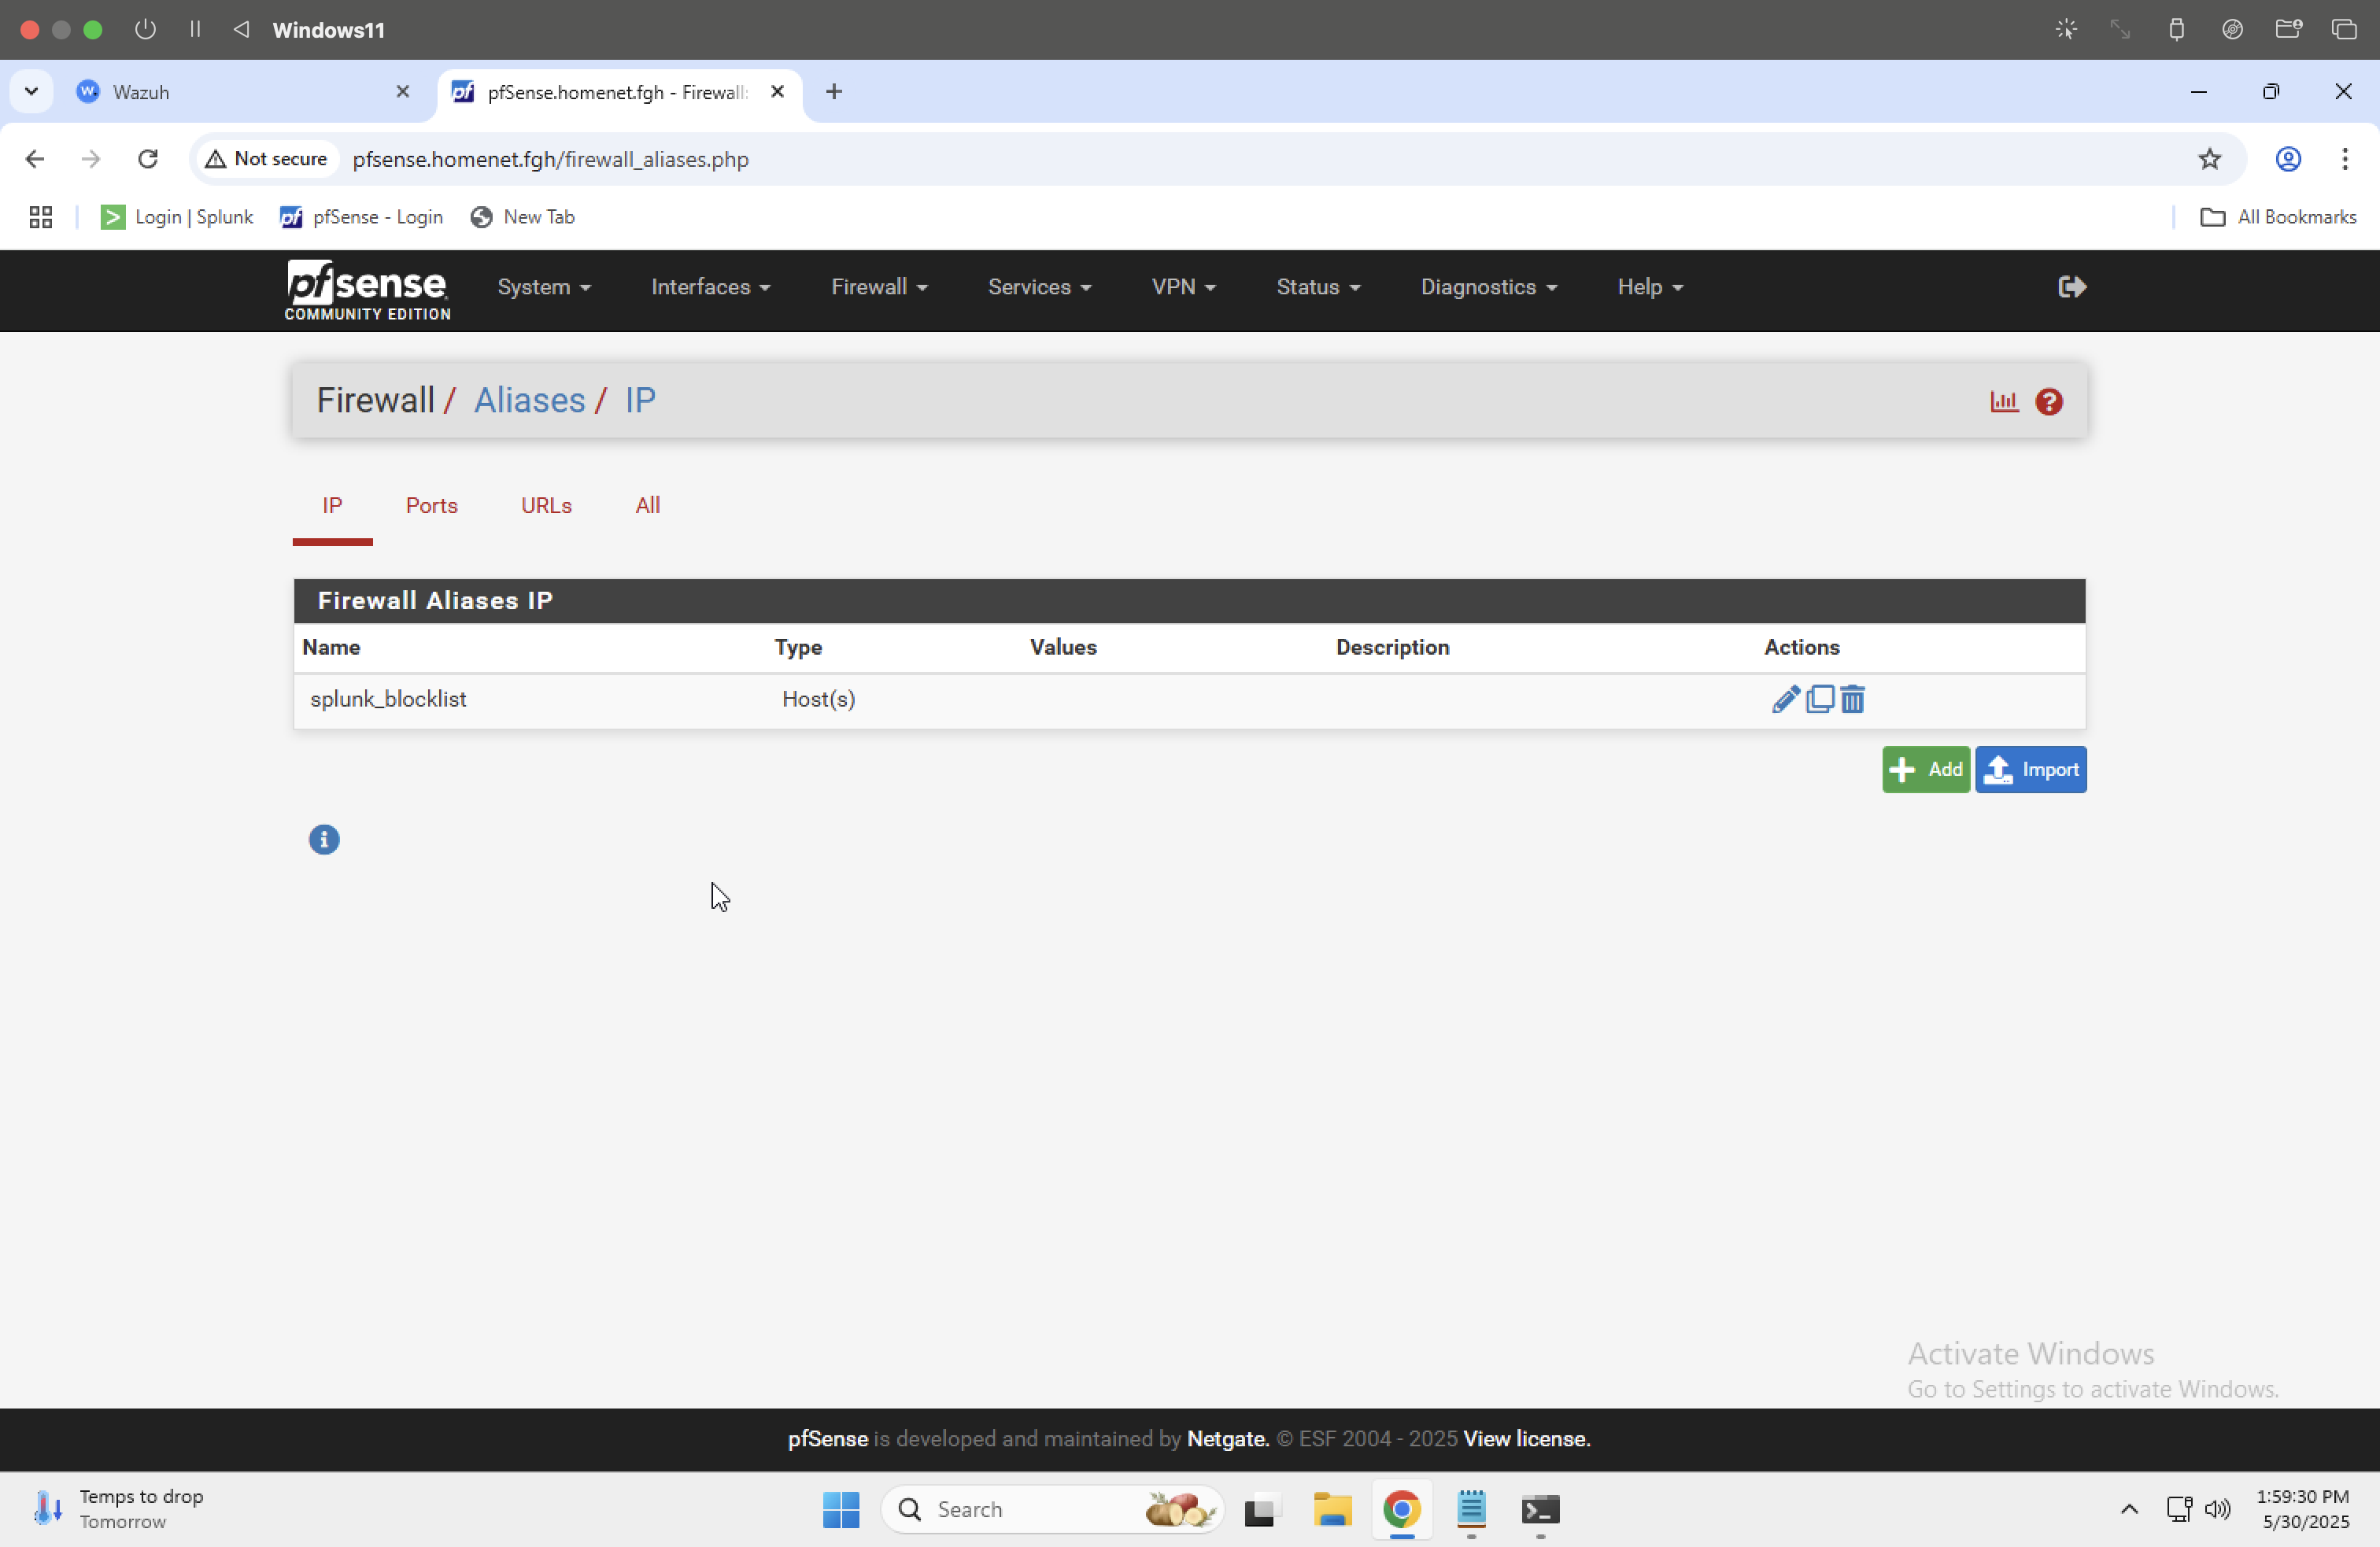 Windows11
Wazuh
pfSense.homenet.fgh - Firewall:
Not secure
pfsense.homenet.fgh/firewall_aliases.php
Login | Splunk
pfSense - Login
New Tab
All Bookmarks
pfsense
COMMUNITY EDITION
System
Interfaces
Firewall
Services
VPN
Status
Diagnostics
Help
Firewall / Aliases / IP
IP
Ports
URLs
All
Firewall Aliases IP
Name Type Values Description Actions
splunk_blocklist Host(s)
Add
Import
Activate Windows
Go to Settings to activate Windows.
pfSense is developed and maintained by Netgate. © ESF 2004 - 2025 View license.
Temps to drop
Tomorrow
Search
1:59:30 PM
5/30/2025